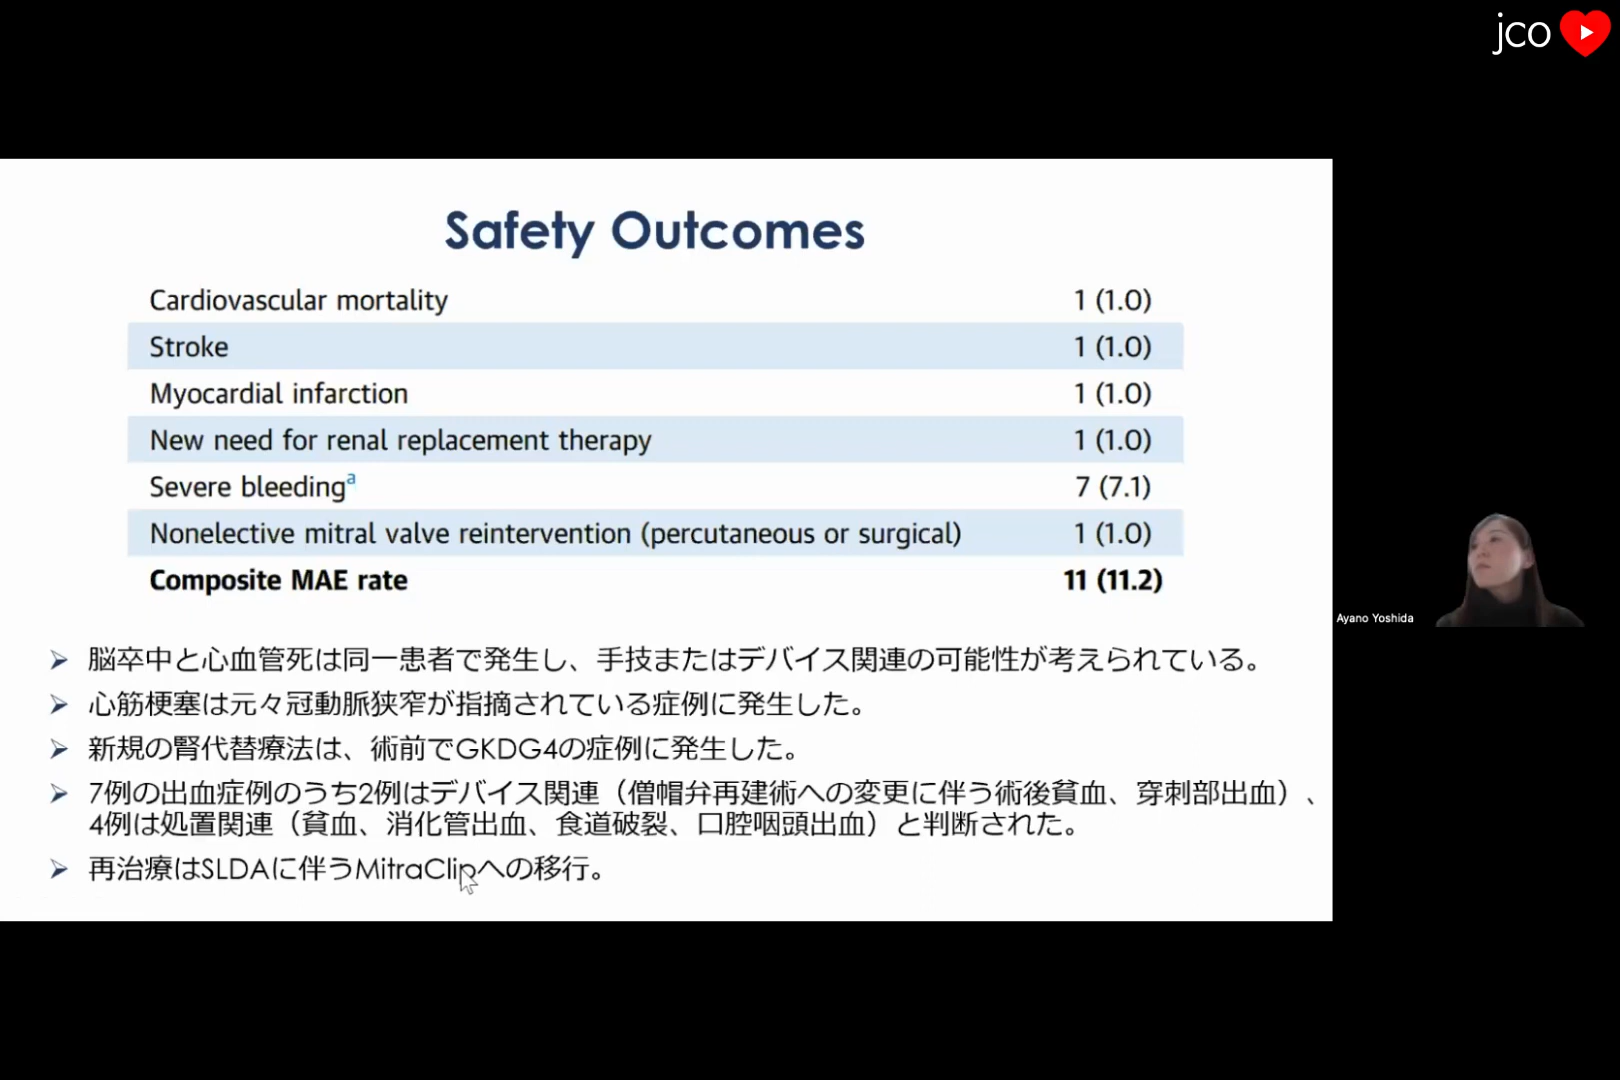 jco
Safety Outcomes
Cardiovascular mortality 1 (1.0)
Stroke 1 (1.0)
Myocardial infarction 1 (1.0)
New need for renal replacement therapy 1 (1.0)
Severe bleedingᵃ 7 (7.1)
Nonelective mitral valve reintervention (percutaneous or surgical) 1 (1.0)
Composite MAE rate 11 (11.2)
➢ 脳卒中と心血管死は同一患者で発生し、手技またはデバイス関連の可能性が考えられている。
➢ 心筋梗塞は元々冠動脈狭窄が指摘されている症例に発生した。
➢ 新規の腎代替療法は、術前でGKDG4の症例に発生した。
➢ 7例の出血症例のうち2例はデバイス関連（僧帽弁再建術への変更に伴う術後貧血、穿刺部出血）、
4例は処置関連（貧血、消化管出血、食道破裂、口腔咽頭出血）と判断された。
➢ 再治療はSLDAに伴うMitraClipへの移行。
Ayano Yoshida